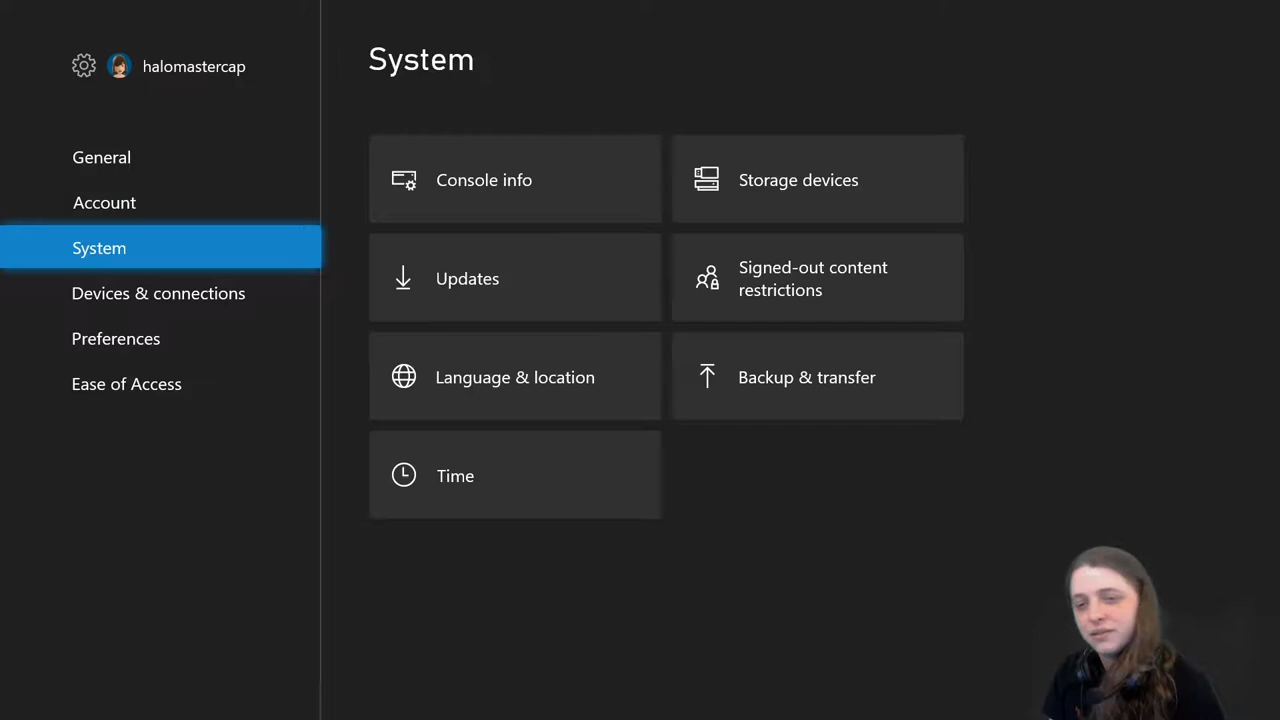 halomastercap
General
Account
System
Devices & connections
Preferences
Ease of Access
System
Console info
Storage devices
Updates
Signed-out content
restrictions
Language & location
Backup & transfer
Time